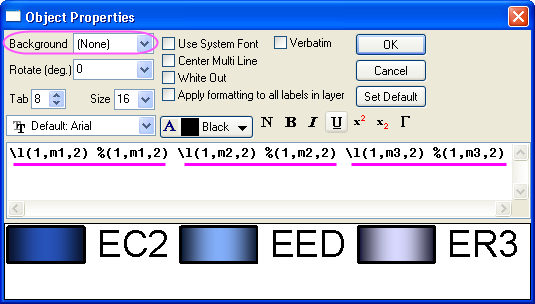 Object Properties
Background (None)
Use System Font
Verbatim
OK
Center Multi Line
Rotate (deg.) 0
White Out
Cancel
Tab 8
Size 16
Apply formatting to all labels in layer
Set Default
Default: Arial
A Black N B I U x² x₂ Γ
\l(1,m1,2) %(1,m1,2) \l(1,m2,2) %(1,m2,2) \l(1,m3,2) %(1,m3,2)
EC2 EED ER3